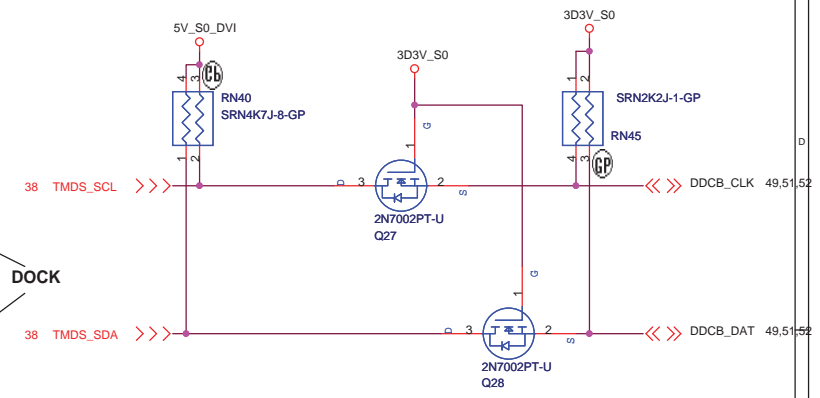 5V_S0_DVI
3D3V_S0
3D3V_S0
4
3
RN40
SRN4K7J-8-GP
1
2
1
2
SRN2K2J-1-GP
RN45
4
3
GP
D
G
1
38 TMDS_SCL
D
3
2
S
DDCB_CLK 49,51,52
2N7002PT-U
Q27
DOCK
G
1
38 TMDS_SDA
D
3
2
S
DDCB_DAT 49,51,52
2N7002PT-U
Q28